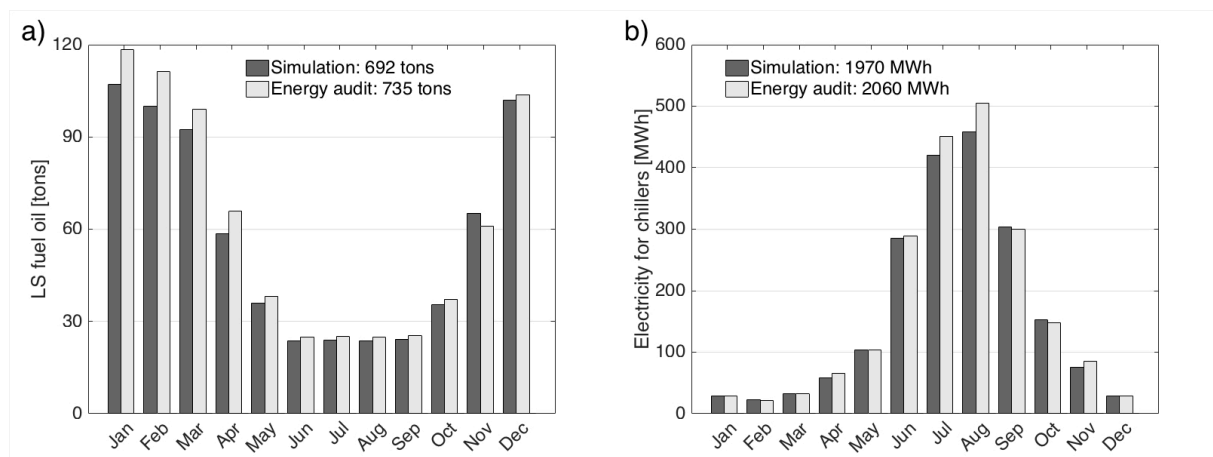 a)
LS fuel oil [tons]
120
90
60
30
0
Simulation: 692 tons
Energy audit: 735 tons
Jan Feb Mar Apr May Jun Jul Aug Sep Oct Nov Dec
b)
Electricity for chillers [MWh]
600
500
400
300
200
100
0
Simulation: 1970 MWh
Energy audit: 2060 MWh
Jan Feb Mar Apr May Jun Jul Aug Sep Oct Nov Dec